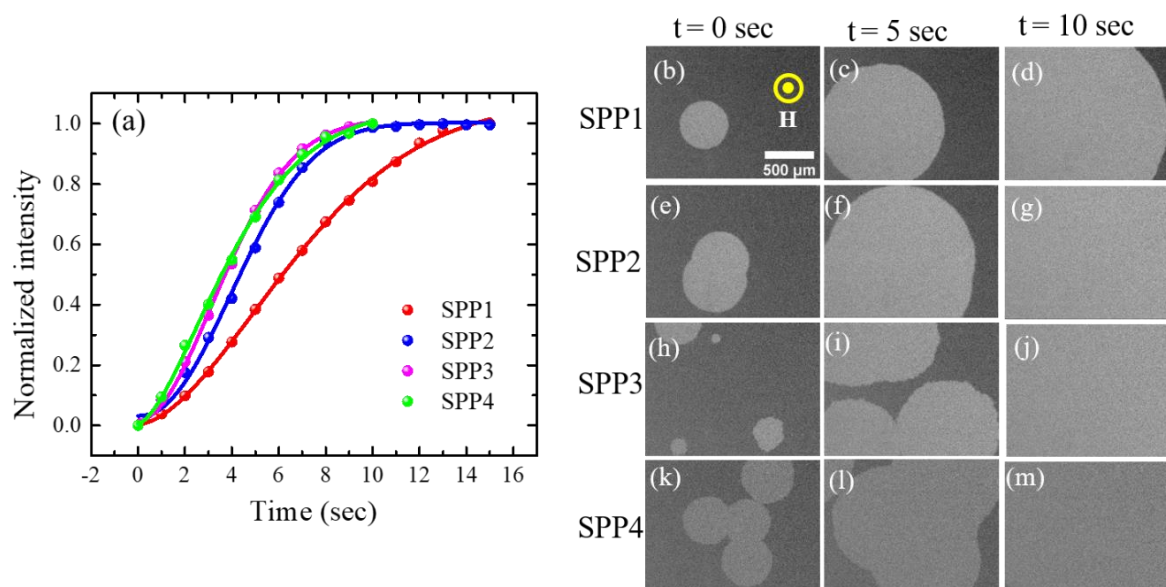 (a)
Normalized intensity
1.0
0.8
0.6
0.4
0.2
0.0
-2 0 2 4 6 8 10 12 14 16
Time (sec)
SPP1
SPP2
SPP3
SPP4
t = 0 sec t = 5 sec t = 10 sec
SPP1 (b) H 500 μm (c) (d)
SPP2 (e) (f) (g)
SPP3 (h) (i) (j)
SPP4 (k) (l) (m)